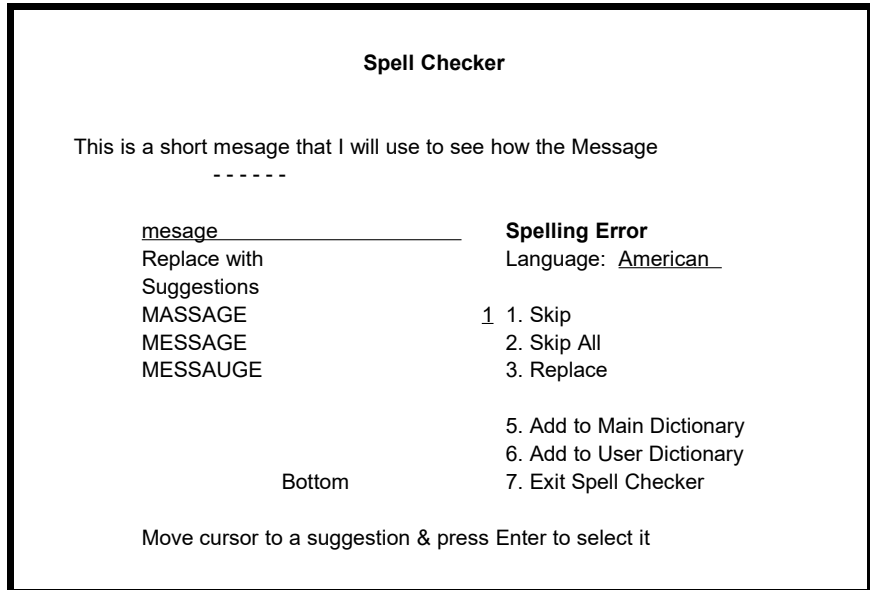 Spell Checker
This is a short mesage that I will use to see how the Message
- - - - - -
mesage Spelling Error
Replace with Language: American
Suggestions
MASSAGE 1 1. Skip
MESSAGE 2. Skip All
MESSAUGE 3. Replace
5. Add to Main Dictionary
6. Add to User Dictionary
Bottom 7. Exit Spell Checker
Move cursor to a suggestion & press Enter to select it